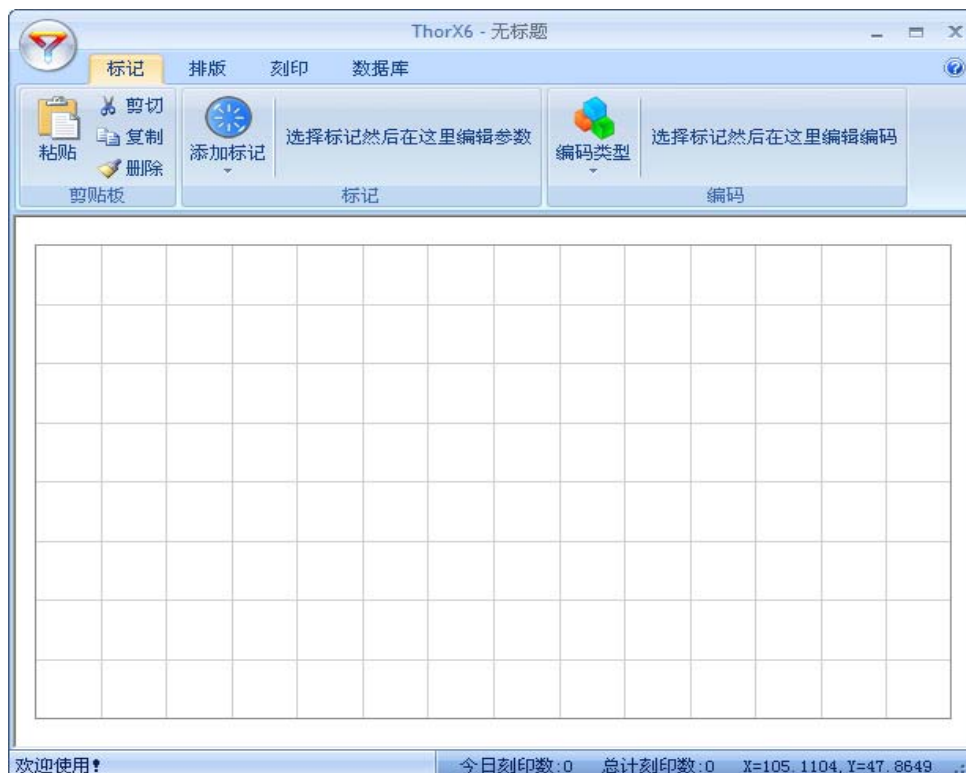 ThorX6 - 无标题
标记 排版 刻印 数据库
粘贴
剪切
复制
删除
剪贴板
添加标记
选择标记然后在这里编辑参数
标记
编码类型
选择标记然后在这里编辑编码
编码
欢迎使用! 今日刻印数:0 总计刻印数:0 X=105.1104,Y=47.8649